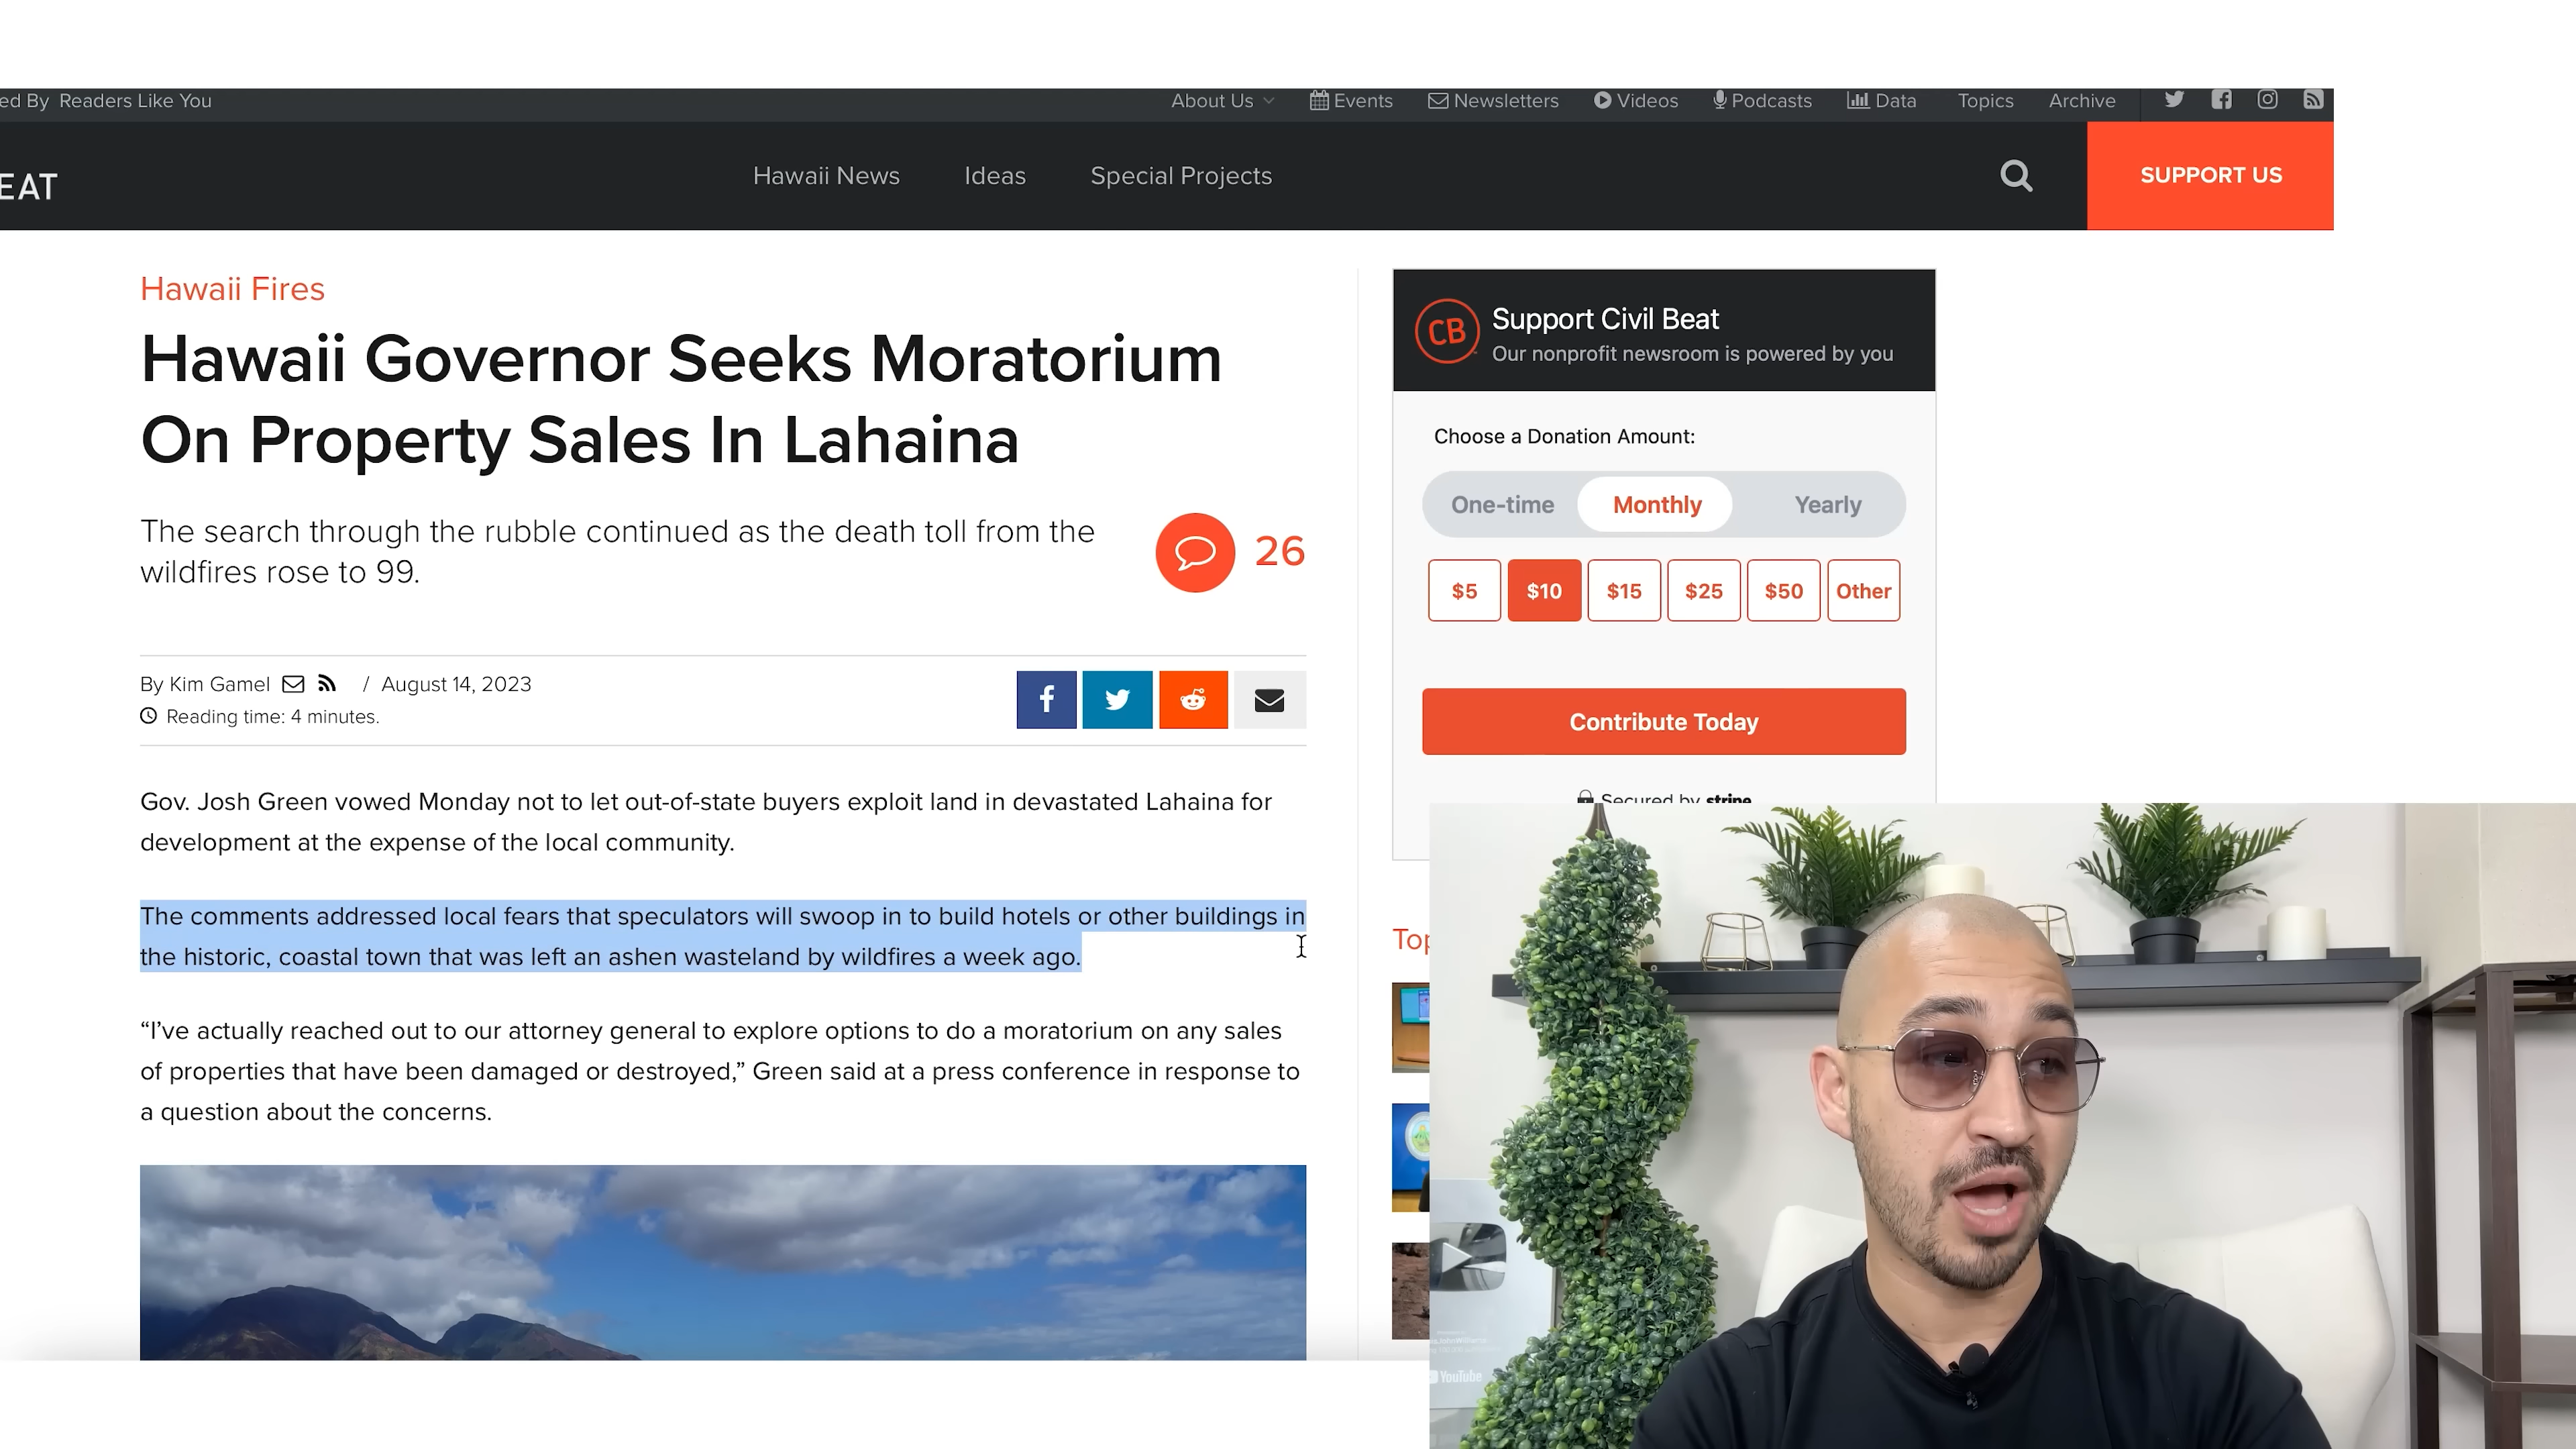 ed By Readers Like You
About Us
Events
Newsletters
Videos
Podcasts
Data
Topics
Archive
EAT
Hawaii News
Ideas
Special Projects
SUPPORT US
Hawaii Fires
Hawaii Governor Seeks Moratorium
On Property Sales In Lahaina
The search through the rubble continued as the death toll from the
wildfires rose to 99.
26
By Kim Gamel / August 14, 2023
Reading time: 4 minutes.
Gov. Josh Green vowed Monday not to let out-of-state buyers exploit land in devastated Lahaina for
development at the expense of the local community.
The comments addressed local fears that speculators will swoop in to build hotels or other buildings in
the historic, coastal town that was left an ashen wasteland by wildfires a week ago.
“I’ve actually reached out to our attorney general to explore options to do a moratorium on any sales
of properties that have been damaged or destroyed,” Green said at a press conference in response to
a question about the concerns.
CB
Support Civil Beat
Our nonprofit newsroom is powered by you
Choose a Donation Amount:
One-time
Monthly
Yearly
$5
$10
$15
$25
$50
Other
Contribute Today
Secured by stripe
Top
YouTube